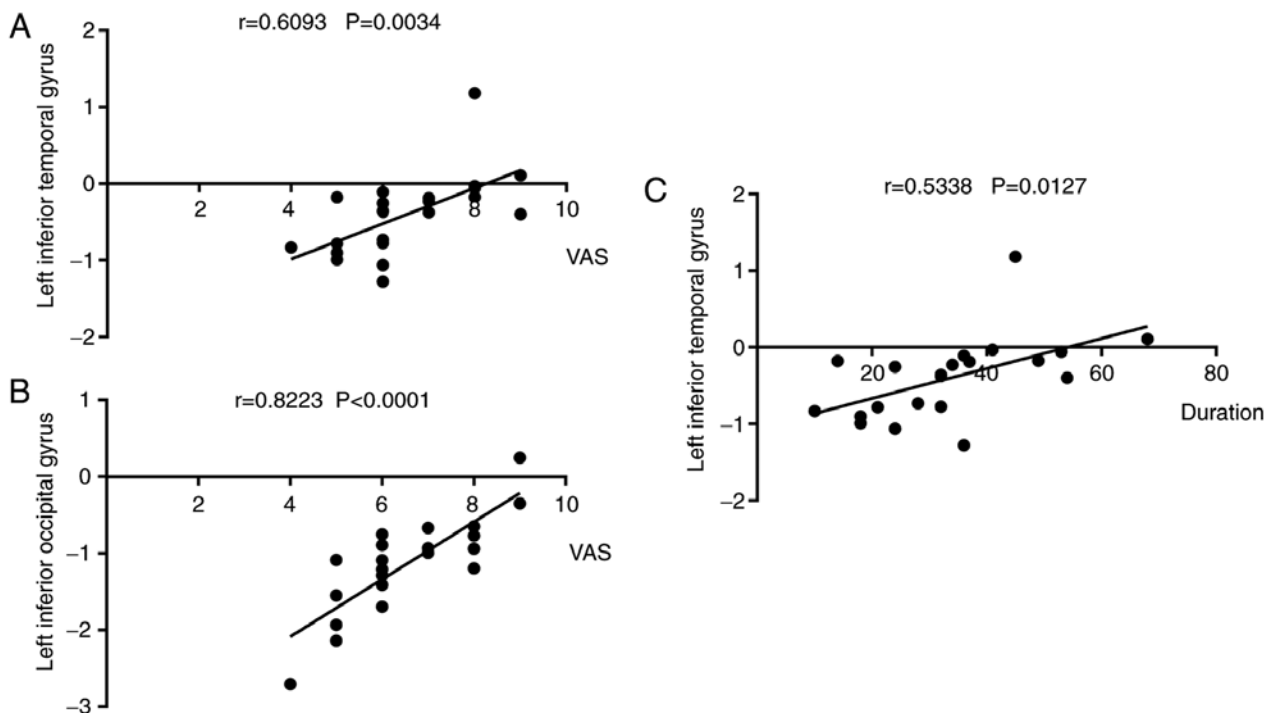 A
r=0.6093 P=0.0034
Left inferior temporal gyrus
2
1
0
−1
−2
2 4 6 8 10
VAS
B
r=0.8223 P<0.0001
Left inferior occipital gyrus
1
0
−1
−2
−3
2 4 6 8 10
VAS
C
r=0.5338 P=0.0127
Left inferior temporal gyrus
2
1
0
−1
−2
20 40 60 80
Duration